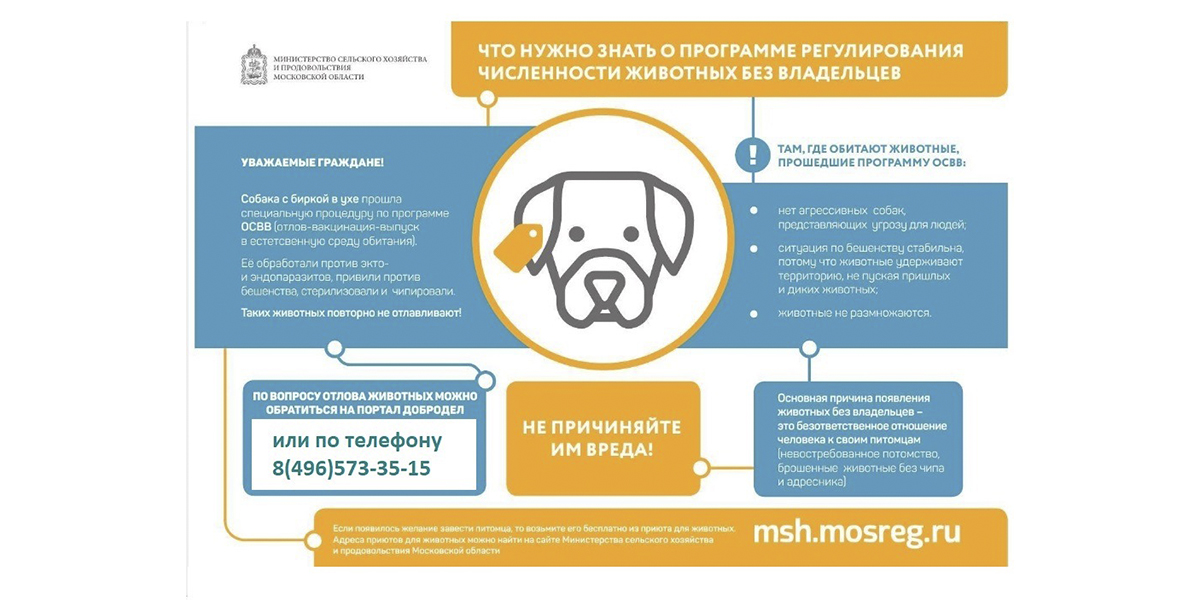 МИНИСТЕРСТВО СЕЛЬСКОГО ХОЗЯЙСТВА
И ПРОДОВОЛЬСТВИЯ
МОСКОВСКОЙ ОБЛАСТИ
ЧТО НУЖНО ЗНАТЬ О ПРОГРАММЕ РЕГУЛИРОВАНИЯ
ЧИСЛЕННОСТИ ЖИВОТНЫХ БЕЗ ВЛАДЕЛЬЦЕВ
УВАЖАЕМЫЕ ГРАЖДАНЕ!
Собака с биркой в ухе прошла
специальную процедуру по программе
ОСВВ (отлов-вакцинация-выпуск
в естетсвенную среду обитания).
Её обработали против экто-
и эндопаразитов, привили против
бешенства, стерилизовали и чипировали.
Таких животных повторно не отлавливают!
!
ТАМ, ГДЕ ОБИТАЮТ ЖИВОТНЫЕ,
ПРОШЕДШИЕ ПРОГРАММУ ОСВВ:
• нет агрессивных собак,
представляющих угрозу для людей;
• ситуация по бешенству стабильна,
потому что животные удерживают
территорию, не пуская пришлых
и диких животных;
• животные не размножаются.
ПО ВОПРОСУ ОТЛОВА ЖИВОТНЫХ МОЖНО
ОБРАТИТЬСЯ НА ПОРТАЛ ДОБРОДЕЛ
или по телефону
8(496)573-35-15
НЕ ПРИЧИНЯЙТЕ
ИМ ВРЕДА!
Основная причина появления
животных без владельцев –
это безответственное отношение
человека к своим питомцам
(невостребованное потомство,
брошенные животные без чипа
и адресника)
Если появилось желание завести питомца, то возьмите его бесплатно из приюта для животных.
Адреса приютов для животных можно найти на сайте Министерства сельского хозяйства
и продовольствия Московской области
msh.mosreg.ru